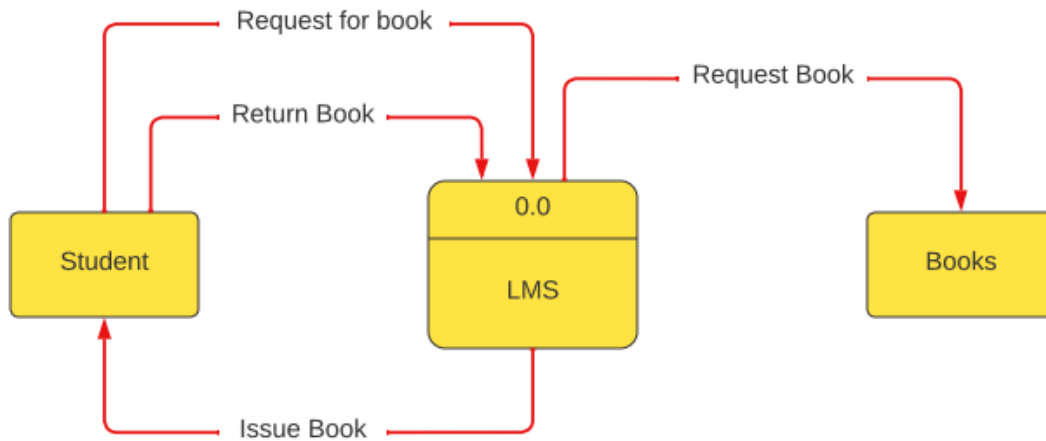 Request for book
Request Book
Return Book
0.0
Student
Books
LMS
Issue Book